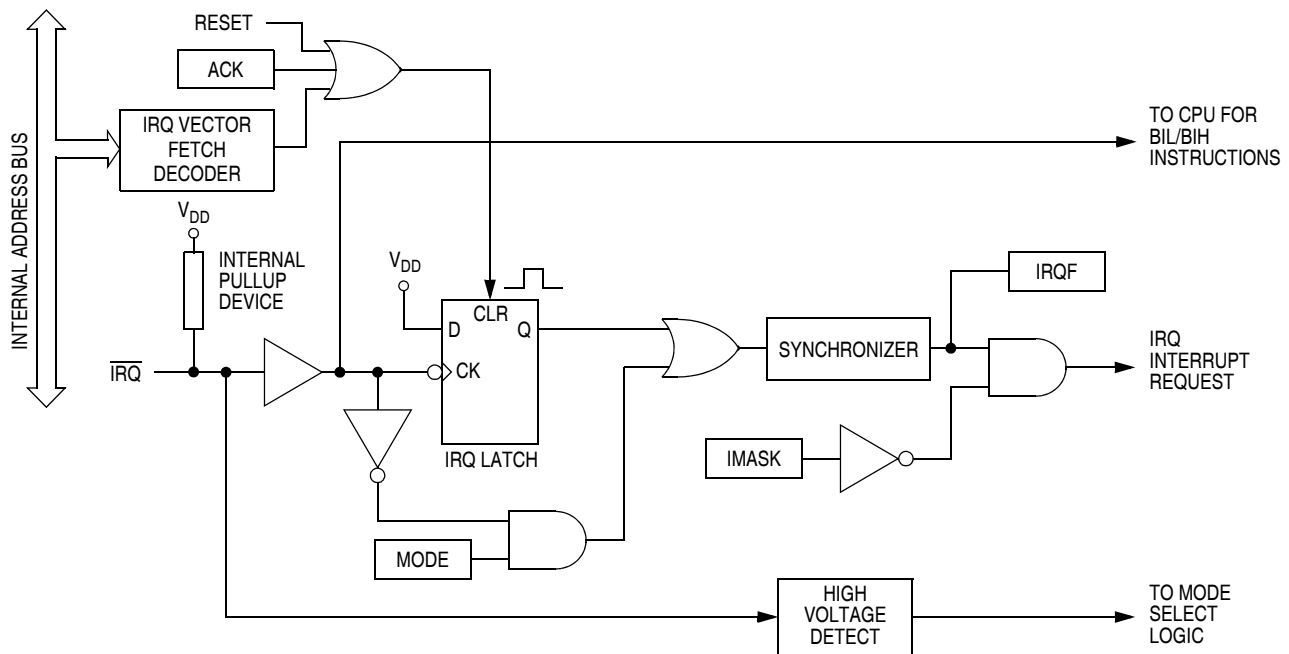 INTERNAL ADDRESS BUS
RESET
ACK
IRQ VECTOR
FETCH
DECODER
TO CPU FOR
BIL/BIH
INSTRUCTIONS
VDD
INTERNAL
PULLUP
DEVICE
VDD
CLR
D
Q
CK
IRQ LATCH
IRQ
IRQF
SYNCHRONIZER
IRQ
INTERRUPT
REQUEST
IMASK
MODE
HIGH
VOLTAGE
DETECT
TO MODE
SELECT
LOGIC